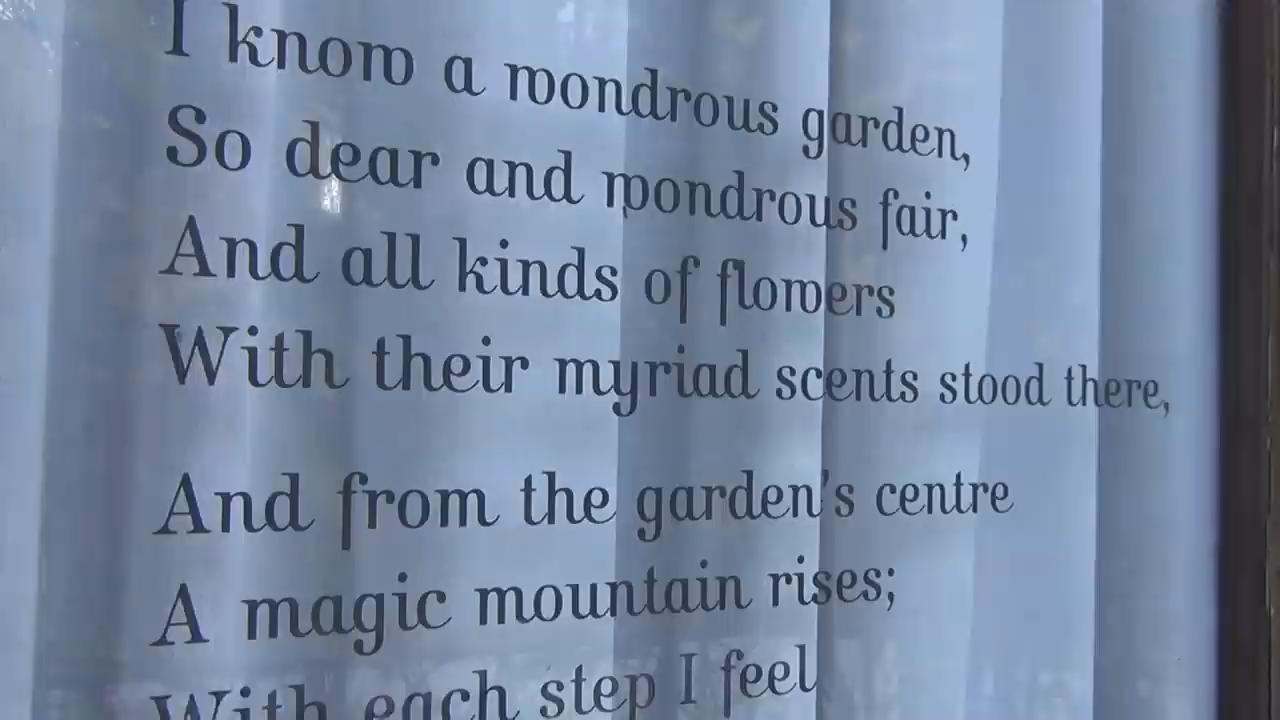 I know a wondrous garden,
So dear and wondrous fair,
And all kinds of flowers
With their myriad scents stood there,
And from the garden's centre
A magic mountain rises;
With each step I feel